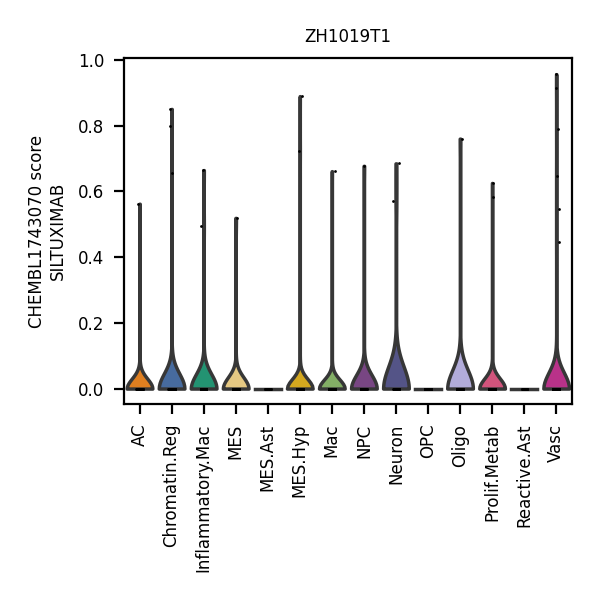 ZH1019T1
CHEMBL1743070 score
SILTUXIMAB
1.0
0.8
0.6
0.4
0.2
0.0
AC
Chromatin.Reg
Inflammatory.Mac
MES
MES.Ast
MES.Hyp
Mac
NPC
Neuron
OPC
Oligo
Prolif.Metab
Reactive.Ast
Vasc